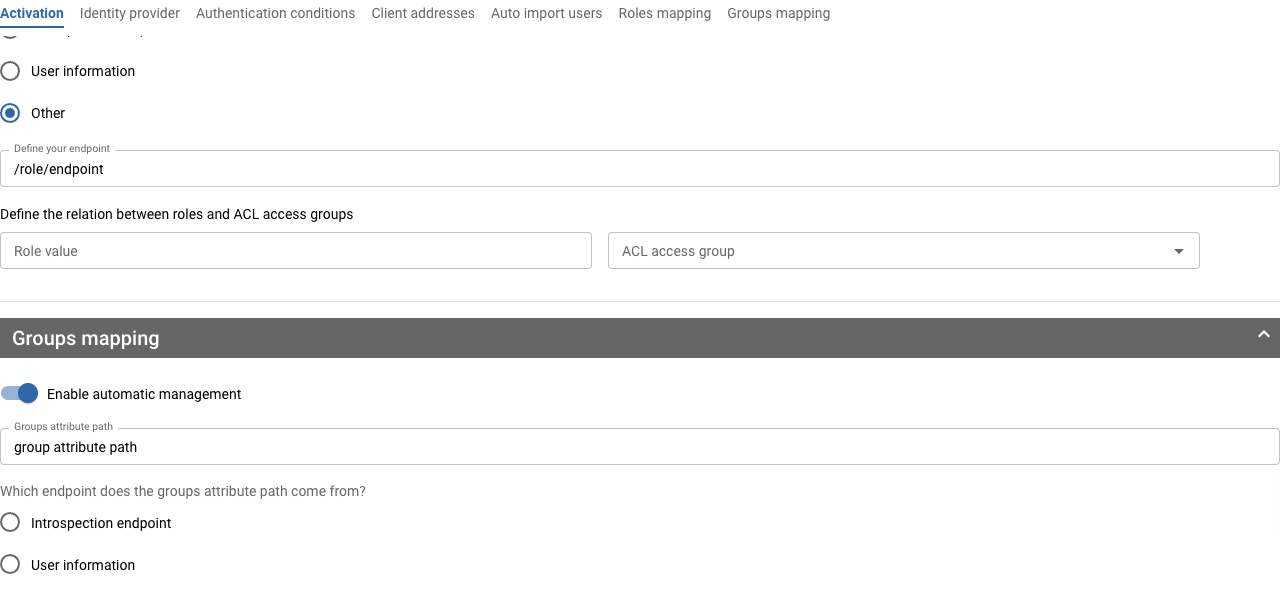 Activation Identity provider Authentication conditions Client addresses Auto import users Roles mapping Groups mapping
User information
Other
Define your endpoint
/role/endpoint
Define the relation between roles and ACL access groups
Role value ACL access group
Groups mapping
Enable automatic management
Groups attribute path
group attribute path
Which endpoint does the groups attribute path come from?
Introspection endpoint
User information